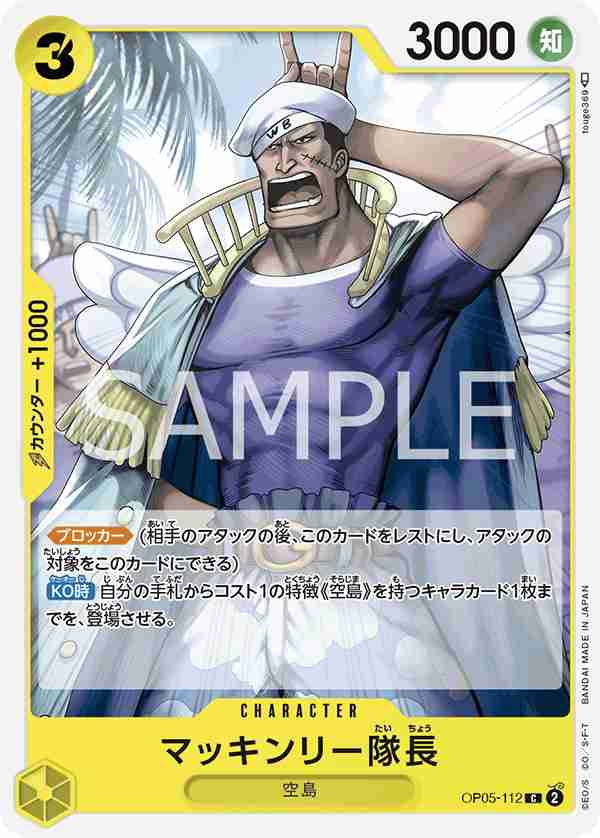 3
3000
知
touge369
WB
カウンター +1000
SAMPLE
ブロッカー (相手のアタックの後、このカードをレストにし、アタックの
対象をこのカードにできる)
KO時 自分の手札からコスト1の特徴《空島》を持つキャラカード1枚ま
でを、登場させる。
CHARACTER
マッキンリー隊長
空島
OP05-112 C 2
©E.O/S ©O/S・F・T BANDAI MADE IN JAPAN